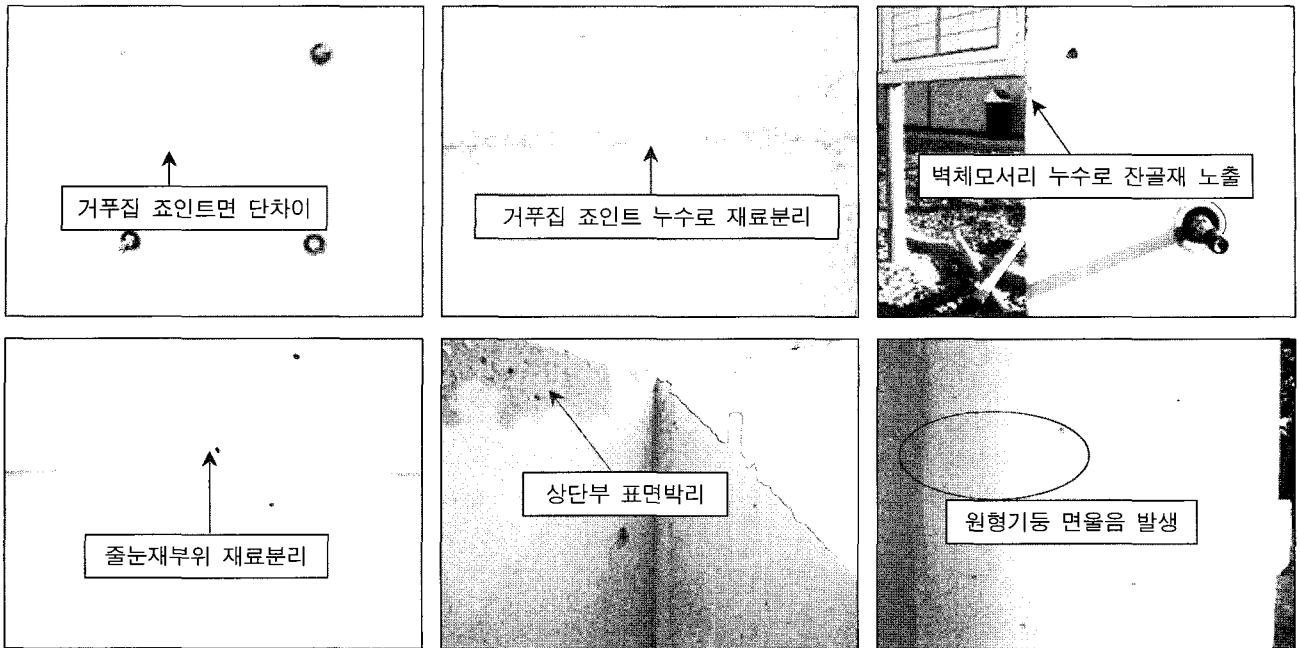 거푸집 죠인트면 단차이
거푸집 죠인트 누수로 재료분리
벽체모서리 누수로 잔골재 노출
줄눈재부위 재료분리
상단부 표면박리
원형기둥 면울음 발생